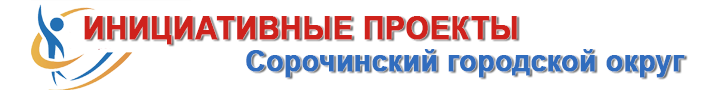 ИНИЦИАТИВНЫЕ ПРОЕКТЫ
Сорочинский городской округ